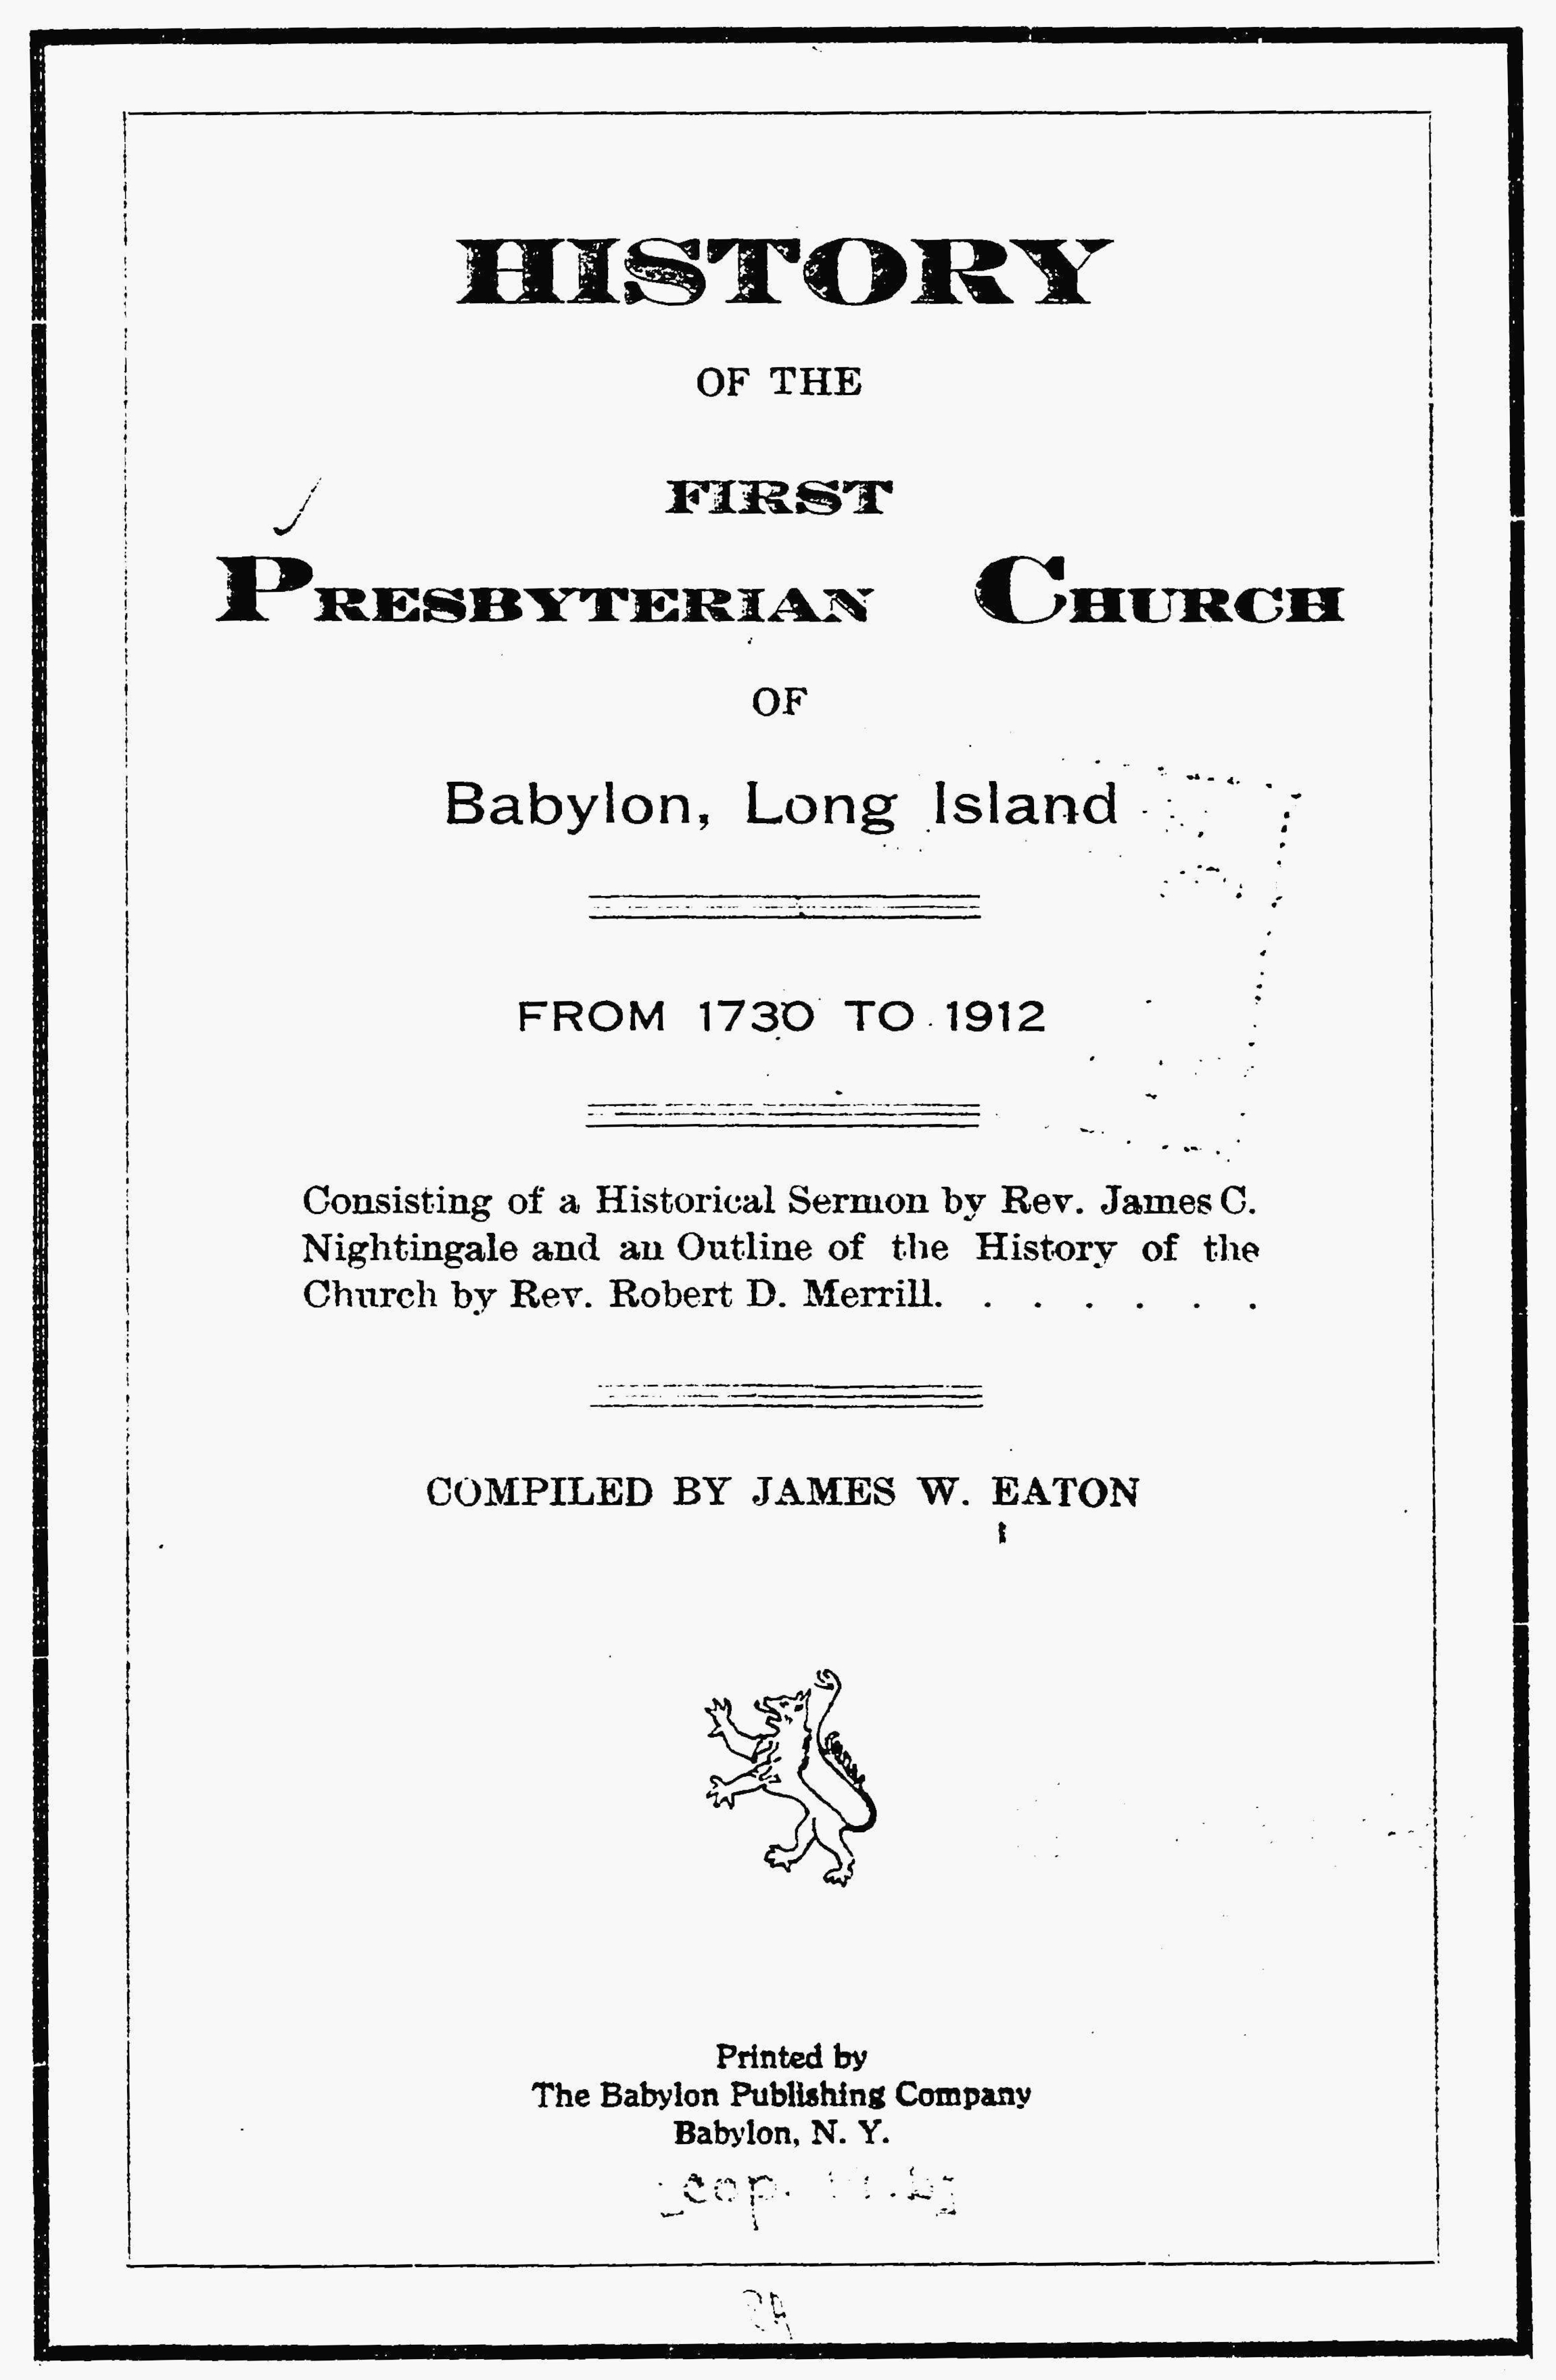 HISTORY
OF THE
FIRST
PRESBYTERIAN CHURCH
OF
Babylon, Long Island
FROM 1730 TO 1912
Consisting of a Historical Sermon by Rev. James C.
Nightingale and an Outline of the History of the
Church by Rev. Robert D. Merrill. . . . . . .
COMPILED BY JAMES W. EATON
Printed by
The Babylon Publishing Company
Babylon, N. Y.
cop.